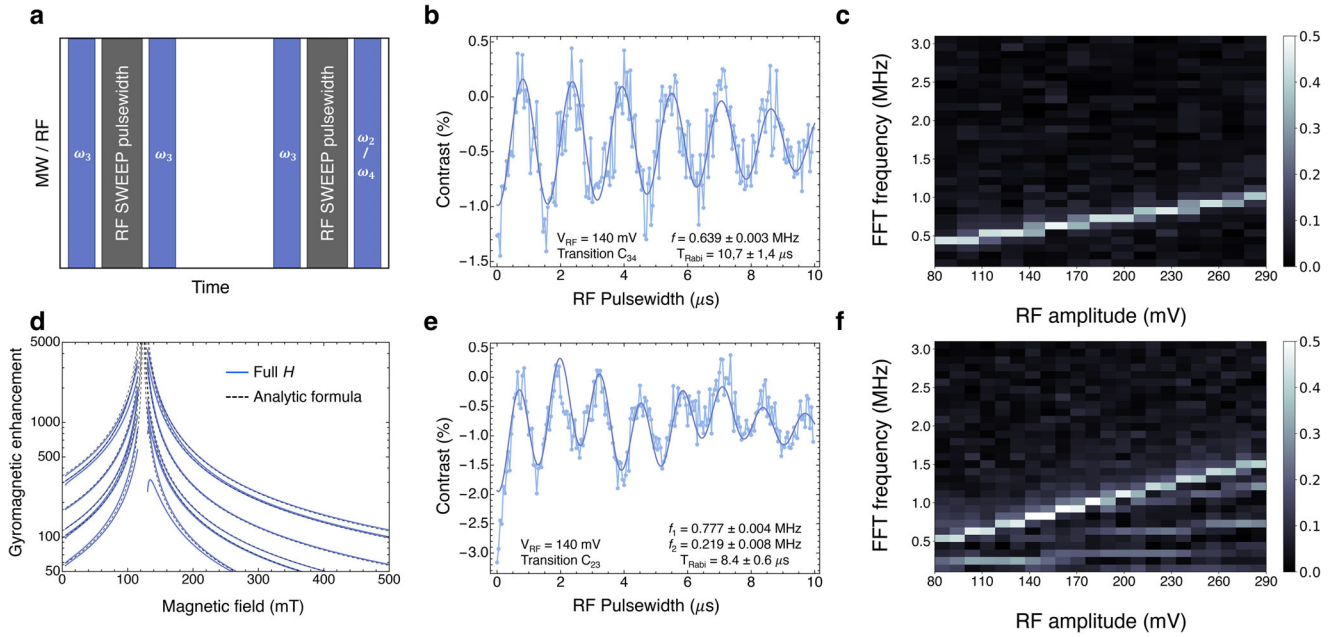 a
MW / RF
ω3
RF SWEEP pulsewidth
ω3
ω3
RF SWEEP pulsewidth
ω2
/
ω4
Time
b
Contrast (%)
0.5
0.0
−0.5
−1.0
−1.5
VRF = 140 mV
Transition C34
f = 0.639 ± 0.003 MHz
TRabi = 10,7 ± 1,4 μs
0 2 4 6 8 10
RF Pulsewidth (μs)
c
FFT frequency (MHz)
3.0
2.5
2.0
1.5
1.0
0.5
80 110 140 170 200 230 260 290
RF amplitude (mV)
0.5
0.4
0.3
0.2
0.1
0.0
d
Gyromagnetic enhancement
5000
1000
500
100
50
Full H
Analytic formula
0 100 200 300 400 500
Magnetic field (mT)
e
Contrast (%)
0.5
0.0
−0.5
−1.0
−1.5
−2.0
−2.5
−3.0
VRF = 140 mV
Transition C23
f1 = 0.777 ± 0.004 MHz
f2 = 0.219 ± 0.008 MHz
TRabi = 8.4 ± 0.6 μs
0 2 4 6 8 10
RF Pulsewidth (μs)
f
FFT frequency (MHz)
3.0
2.5
2.0
1.5
1.0
0.5
80 110 140 170 200 230 260 290
RF amplitude (mV)
0.5
0.4
0.3
0.2
0.1
0.0